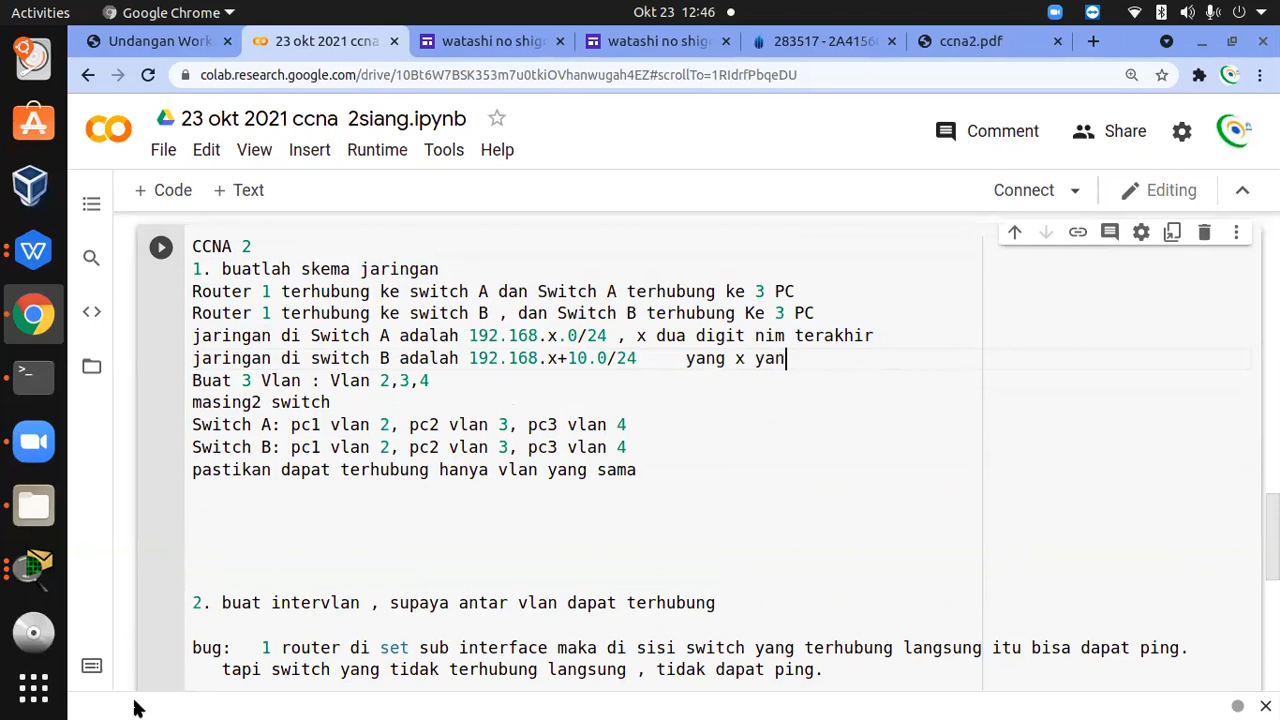 Activities
Google Chrome
Okt 23 12:46
Undangan Work
23 okt 2021 ccna
watashi no shig
watashi no shig
283517 - 2A4156
ccna2.pdf
colab.research.google.com/drive/10Bt6W7BSK353m7u0tkiOVhanwugah4EZ#scrollTo=1RIdrfPbqeDU
23 okt 2021 ccna 2siang.ipynb
Comment
Share
File Edit View Insert Runtime Tools Help
+ Code + Text
Connect
Editing
CCNA 2
1. buatlah skema jaringan
Router 1 terhubung ke switch A dan Switch A terhubung ke 3 PC
Router 1 terhubung ke switch B , dan Switch B terhubung Ke 3 PC
jaringan di Switch A adalah 192.168.x.0/24 , x dua digit nim terakhir
jaringan di switch B adalah 192.168.x+10.0/24 yang x yan
Buat 3 Vlan : Vlan 2,3,4
masing2 switch
Switch A: pc1 vlan 2, pc2 vlan 3, pc3 vlan 4
Switch B: pc1 vlan 2, pc2 vlan 3, pc3 vlan 4
pastikan dapat terhubung hanya vlan yang sama
2. buat intervlan , supaya antar vlan dapat terhubung
bug: 1 router di set sub interface maka di sisi switch yang terhubung langsung itu bisa dapat ping.
tapi switch yang tidak terhubung langsung , tidak dapat ping.